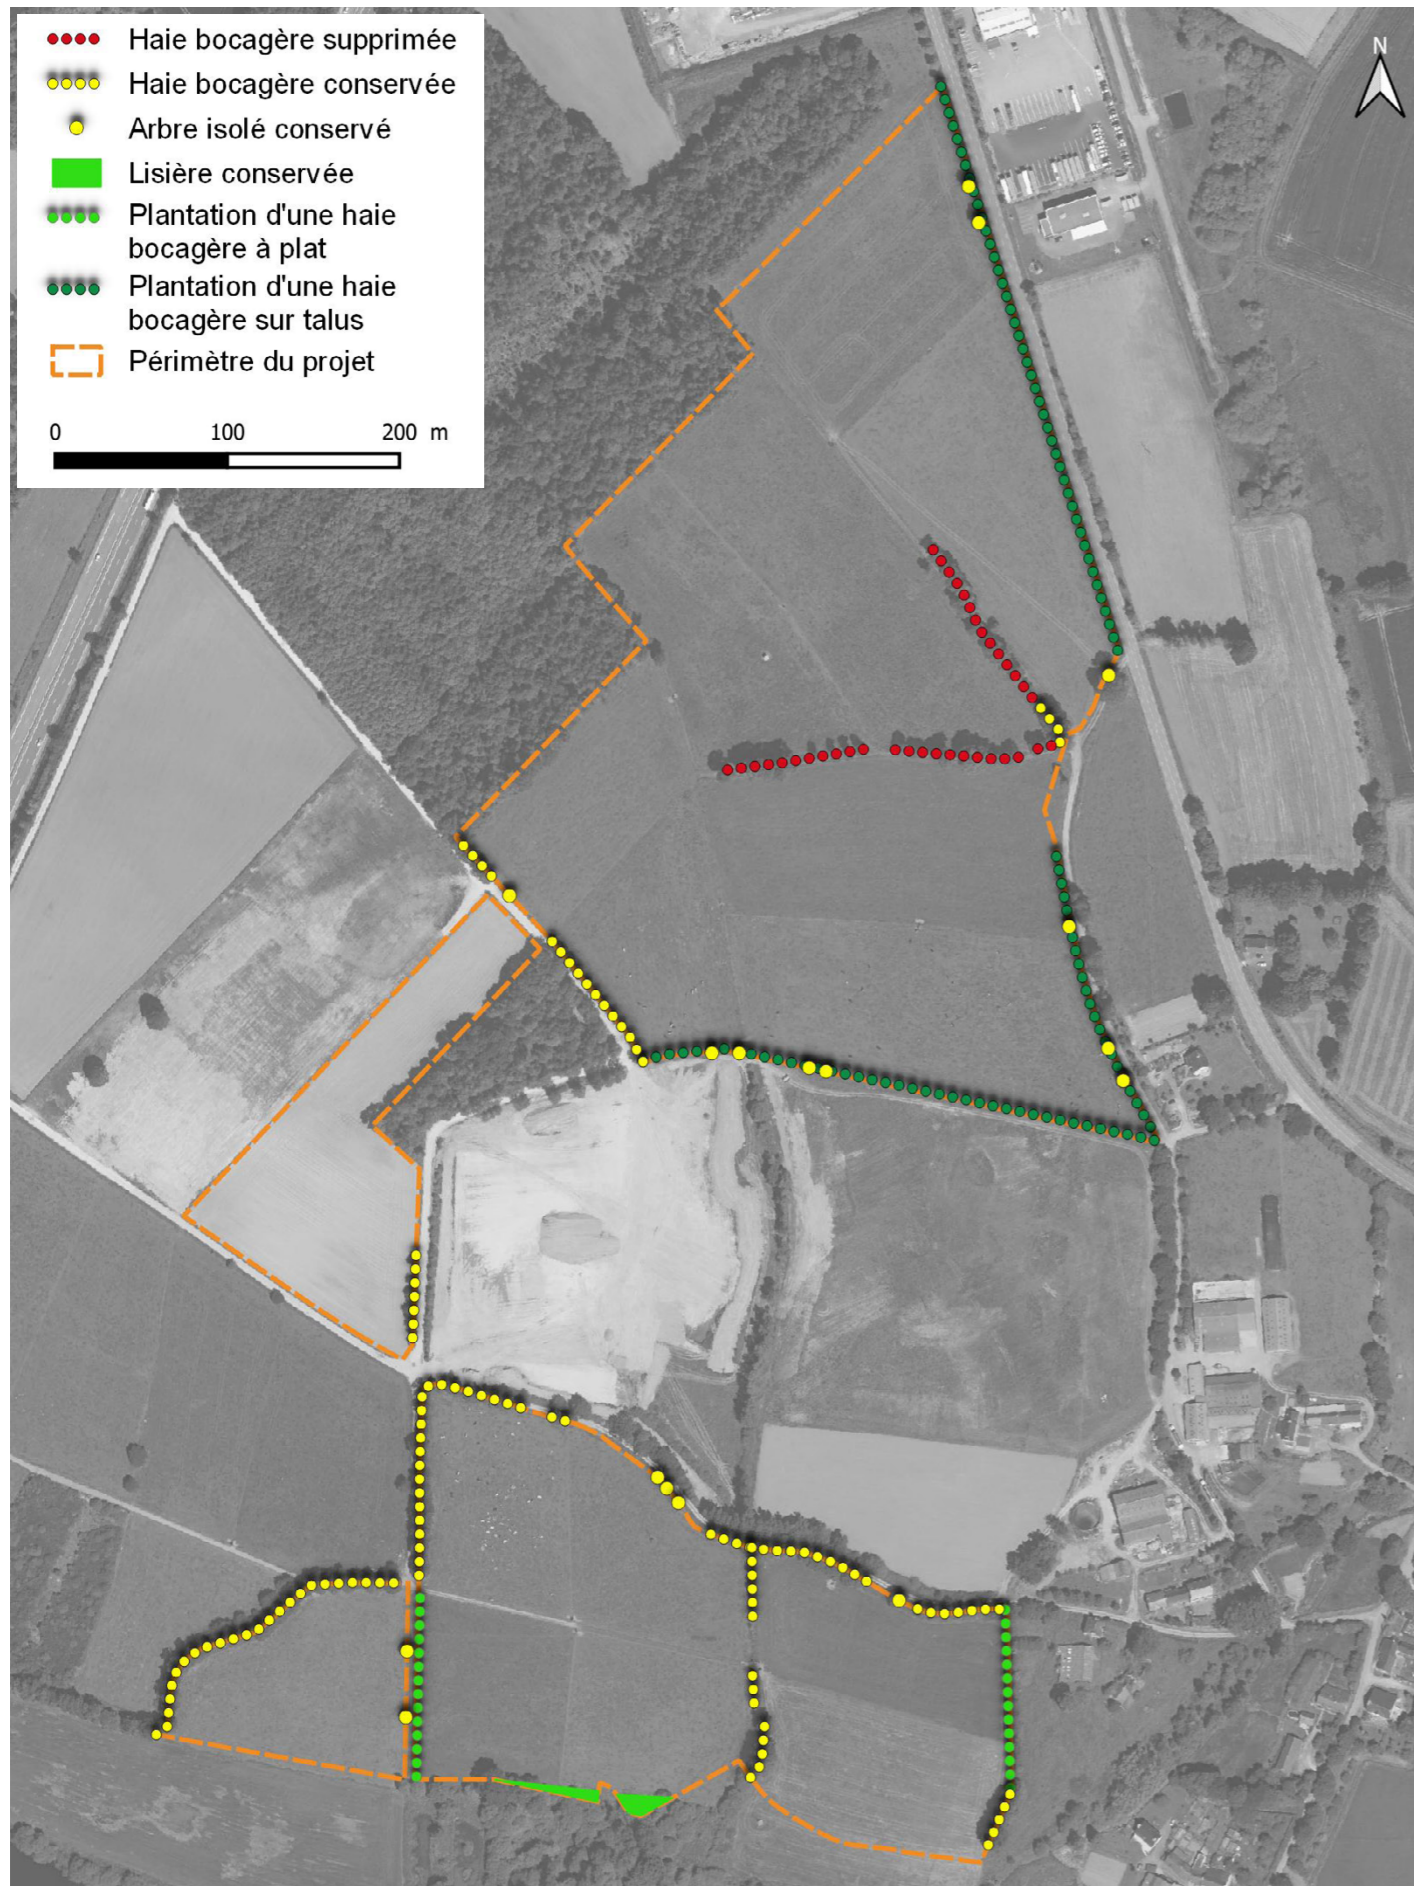 Haie bocagère supprimée
Haie bocagère conservée
Arbre isolé conservé
Lisière conservée
Plantation d'une haie
bocagère à plat
Plantation d'une haie
bocagère sur talus
Périmètre du projet
0 100 200 m
N